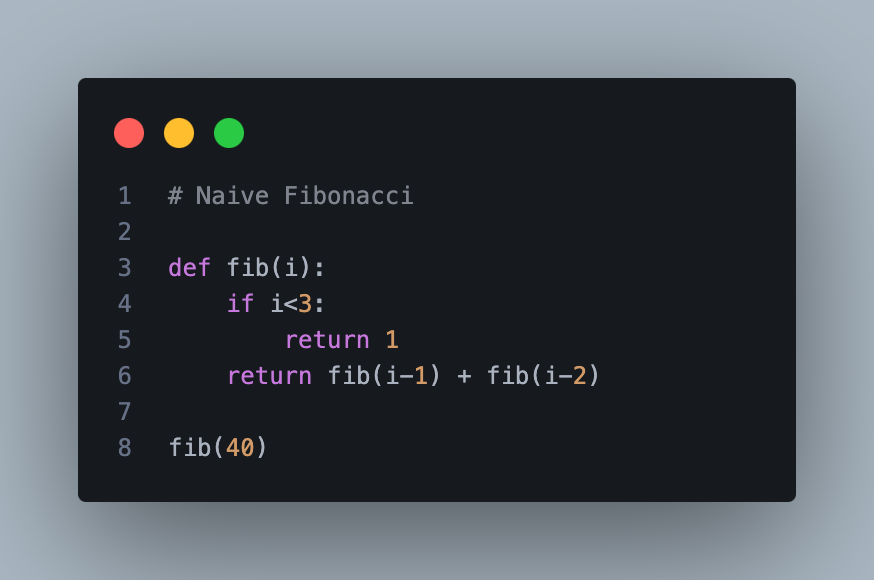 1 # Naive Fibonacci
2
3 def fib(i):
4     if i<3:
5         return 1
6     return fib(i-1) + fib(i-2)
7
8 fib(40)